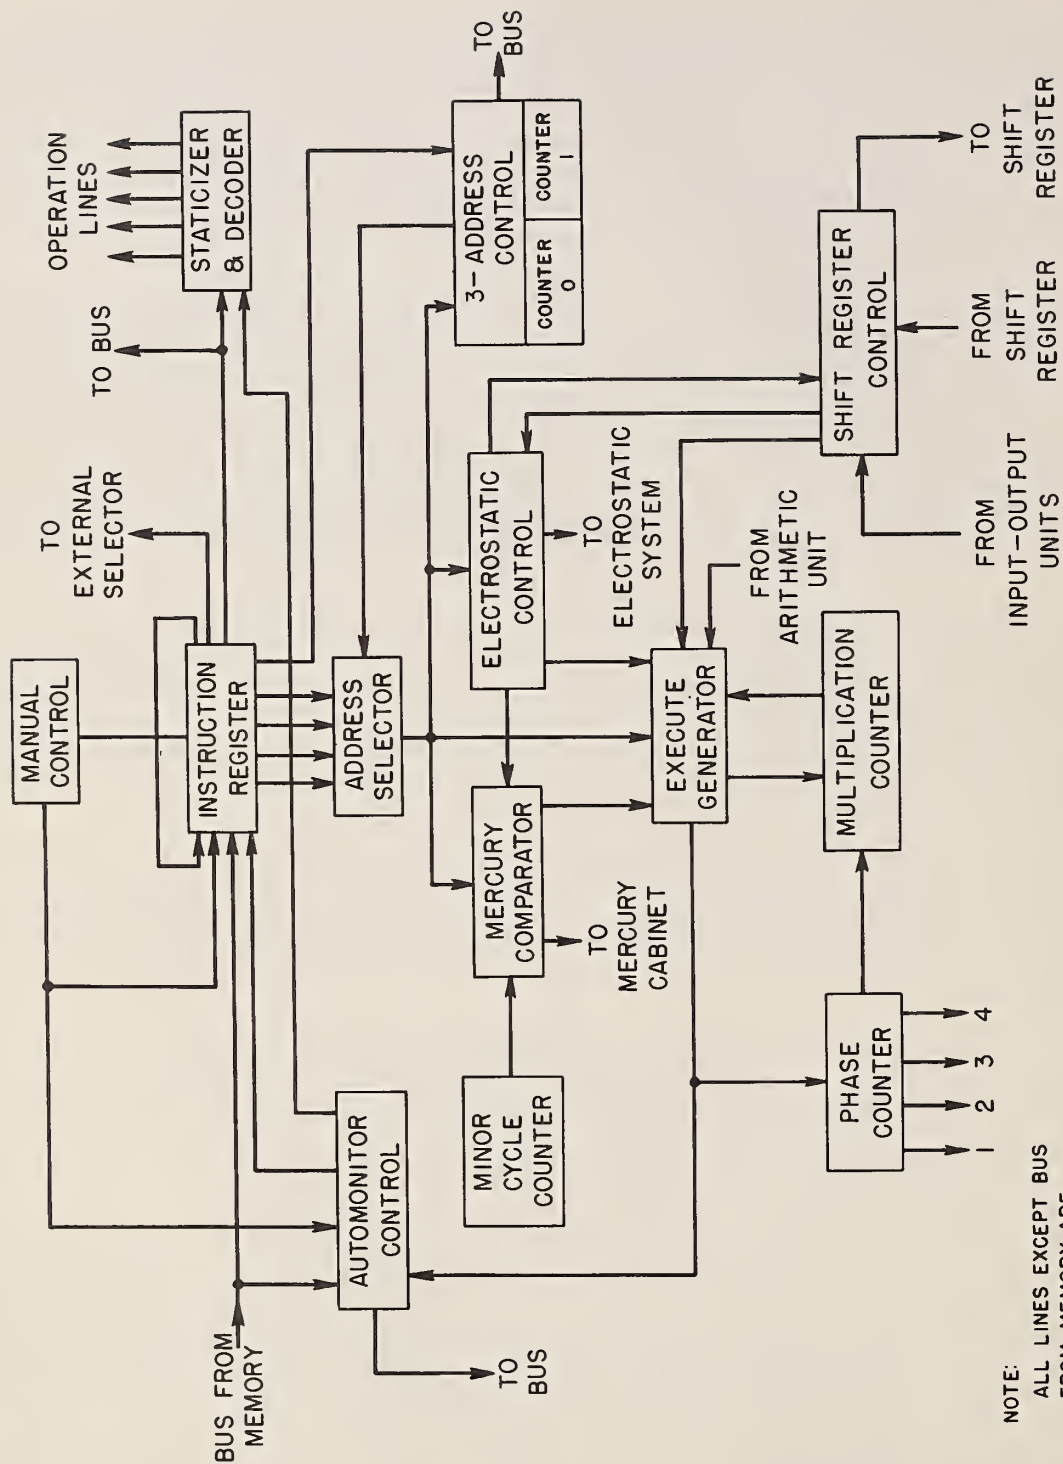 MANUAL
CONTROL
TO
EXTERNAL
SELECTOR
TO BUS
OPERATION
LINES
BUS FROM
MEMORY
INSTRUCTION
REGISTER
STATICIZER
& DECODER
AUTOMONITOR
CONTROL
ADDRESS
SELECTOR
TO
BUS
MINOR
CYCLE
COUNTER
MERCURY
COMPARATOR
ELECTROSTATIC
CONTROL
3-ADDRESS
CONTROL
COUNTER
0
COUNTER
1
TO
BUS
TO
MERCURY
CABINET
TO
ELECTROSTATIC
SYSTEM
EXECUTE
GENERATOR
FROM
ARITHMETIC
UNIT
PHASE
COUNTER
MULTIPLICATION
COUNTER
SHIFT REGISTER
CONTROL
1
2
3
4
FROM
INPUT-OUTPUT
UNITS
FROM
SHIFT
REGISTER
TO
SHIFT
REGISTER
NOTE:
ALL LINES EXCEPT BUS
FROM MEMORY ARE